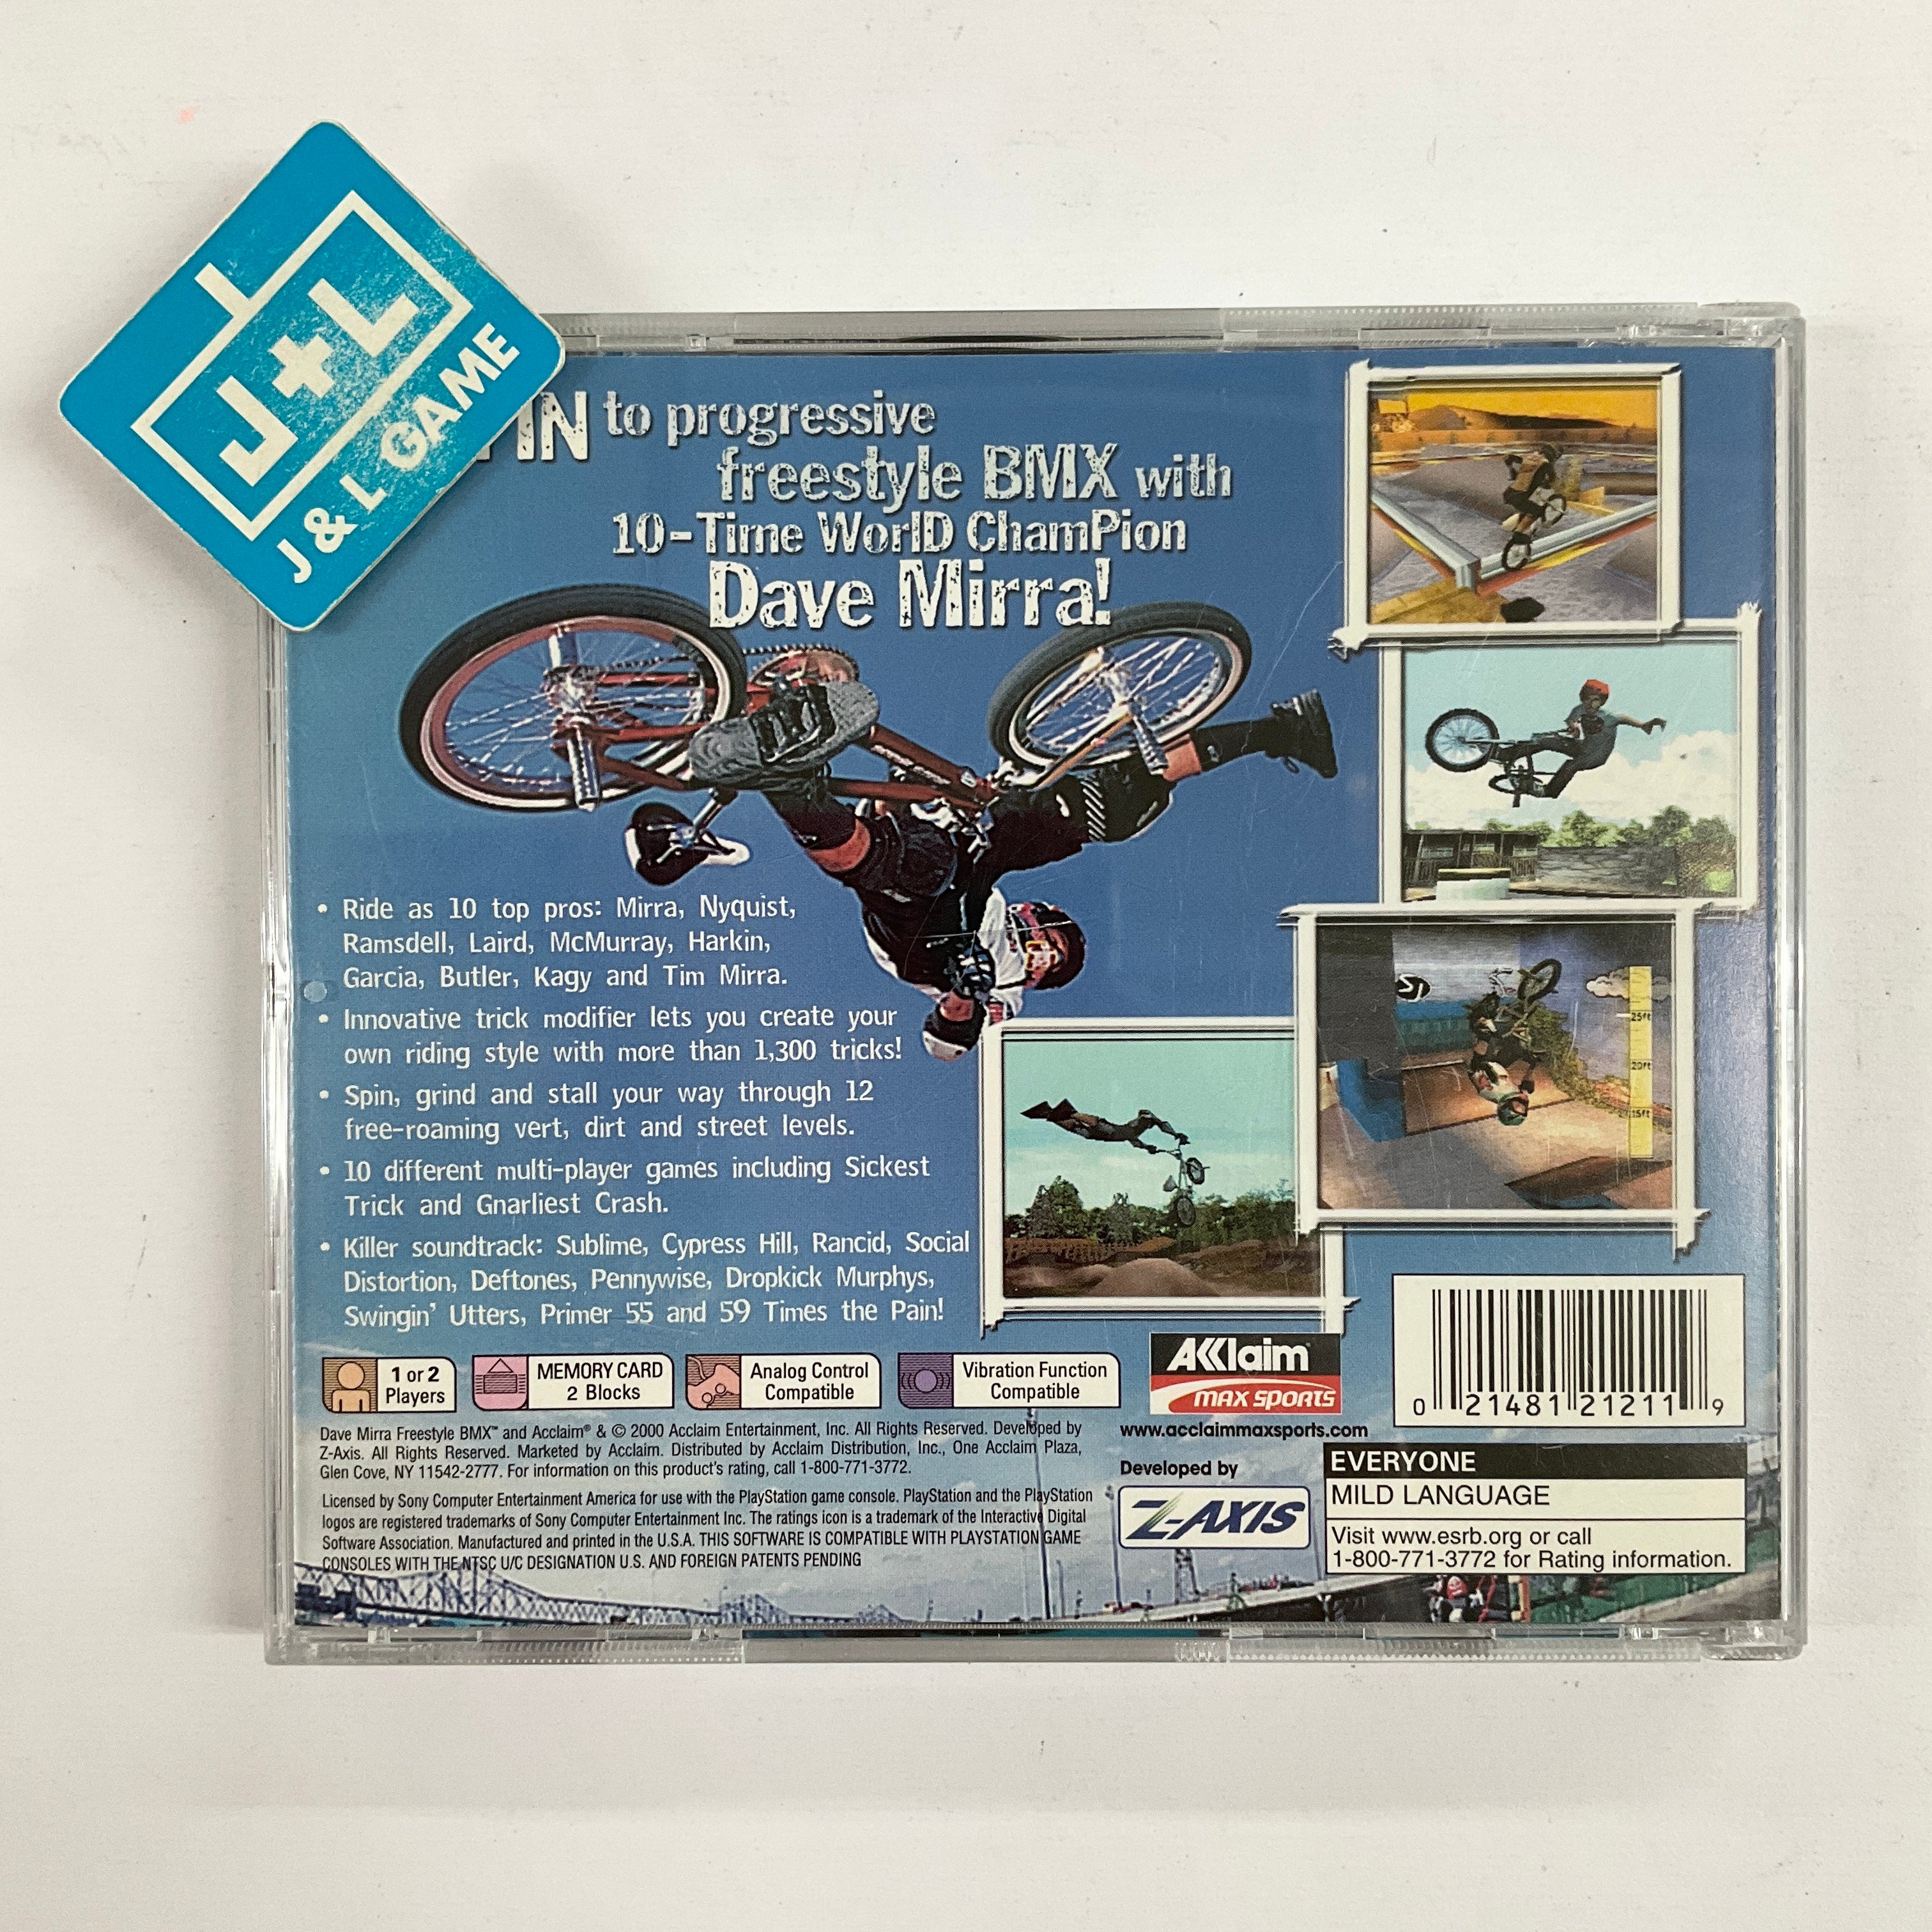 J+L
J & L GAME
IN to progressive
freestyle BMX with
10-Time WorlD ChamPion
Dave Mirra!
• Ride as 10 top pros: Mirra, Nyquist,
Ramsdell, Laird, McMurray, Harkin,
Garcia, Butler, Kagy and Tim Mirra.
• Innovative trick modifier lets you create your
own riding style with more than 1,300 tricks!
• Spin, grind and stall your way through 12
free-roaming vert, dirt and street levels.
• 10 different multi-player games including Sickest
Trick and Gnarliest Crash.
• Killer soundtrack: Sublime, Cypress Hill, Rancid, Social
Distortion, Deftones, Pennywise, Dropkick Murphys,
Swingin' Utters, Primer 55 and 59 Times the Pain!
25ft
20ft
15ft
1 or 2
Players
MEMORY CARD
2 Blocks
Analog Control
Compatible
Vibration Function
Compatible
AKKlaim
MAX SPORTS
www.acclaimmaxsports.com
Developed by
Z-AXIS
0 21481 21211 9
EVERYONE
MILD LANGUAGE
Visit www.esrb.org or call
1-800-771-3772 for Rating information.
Dave Mirra Freestyle BMX™ and Acclaim® & © 2000 Acclaim Entertainment, Inc. All Rights Reserved. Developed by
Z-Axis. All Rights Reserved. Marketed by Acclaim. Distributed by Acclaim Distribution, Inc., One Acclaim Plaza,
Glen Cove, NY 11542-2777. For information on this product's rating, call 1-800-771-3772.
Licensed by Sony Computer Entertainment America for use with the PlayStation game console. PlayStation and the PlayStation
logos are registered trademarks of Sony Computer Entertainment Inc. The ratings icon is a trademark of the Interactive Digital
Software Association. Manufactured and printed in the U.S.A. THIS SOFTWARE IS COMPATIBLE WITH PLAYSTATION GAME
CONSOLES WITH THE NTSC U/C DESIGNATION U.S. AND FOREIGN PATENTS PENDING